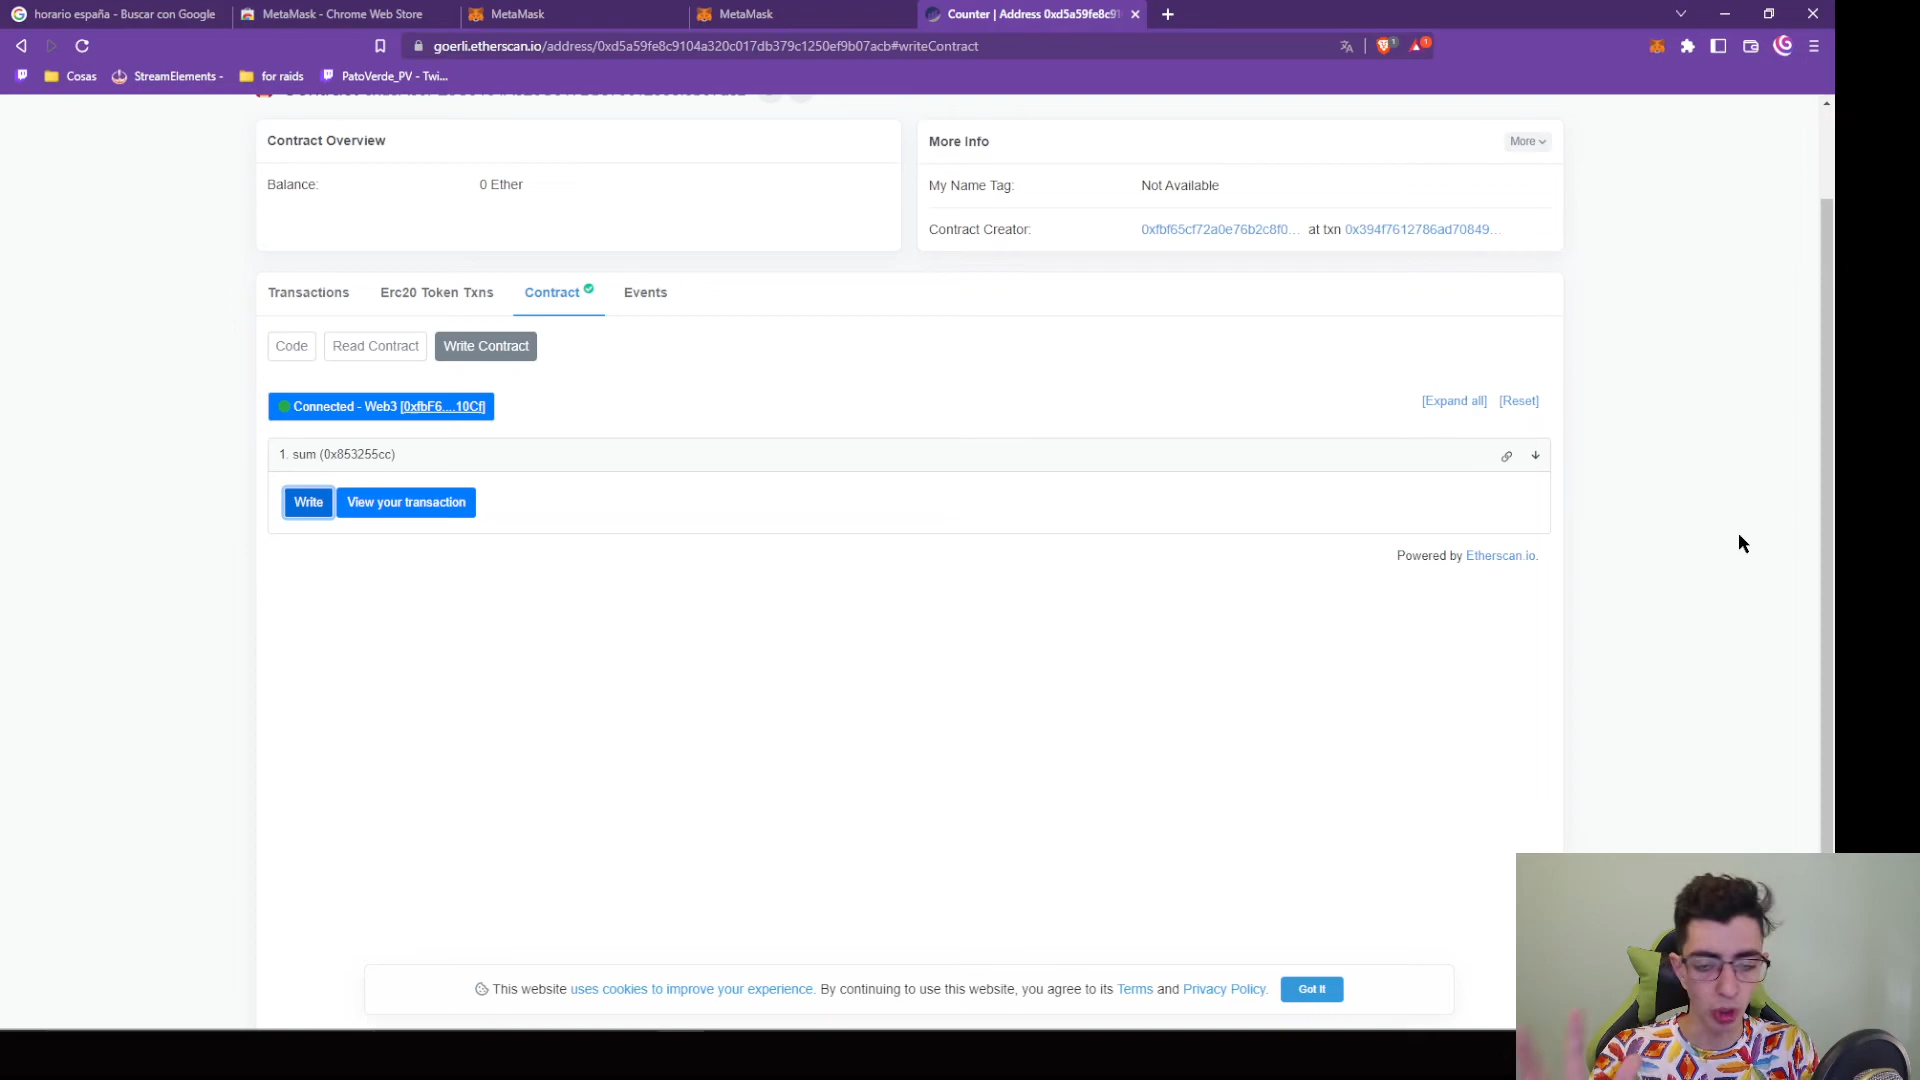 horario españa - Buscar con Google
MetaMask - Chrome Web Store
MetaMask
MetaMask
Counter | Address 0xd5a59fe8c91
goerli.etherscan.io/address/0xd5a59fe8c9104a320c017db379c1250ef9b07acb#writeContract
1
1
Cosas
StreamElements -
for raids
PatoVerde_PV - Twi...
Contract Overview
Balance:
0 Ether
More Info
More
My Name Tag:
Not Available
Contract Creator:
0xfbf65cf72a0e76b2c8f0...
at txn
0x394f7612786ad70849...
Transactions
Erc20 Token Txns
Contract
Events
Code
Read Contract
Write Contract
Connected - Web3 [0xfbF6....10Cf]
[Expand all]
[Reset]
1. sum (0x853255cc)
Write
View your transaction
Powered by Etherscan.io.
This website uses cookies to improve your experience. By continuing to use this website, you agree to its Terms and Privacy Policy.
Got It